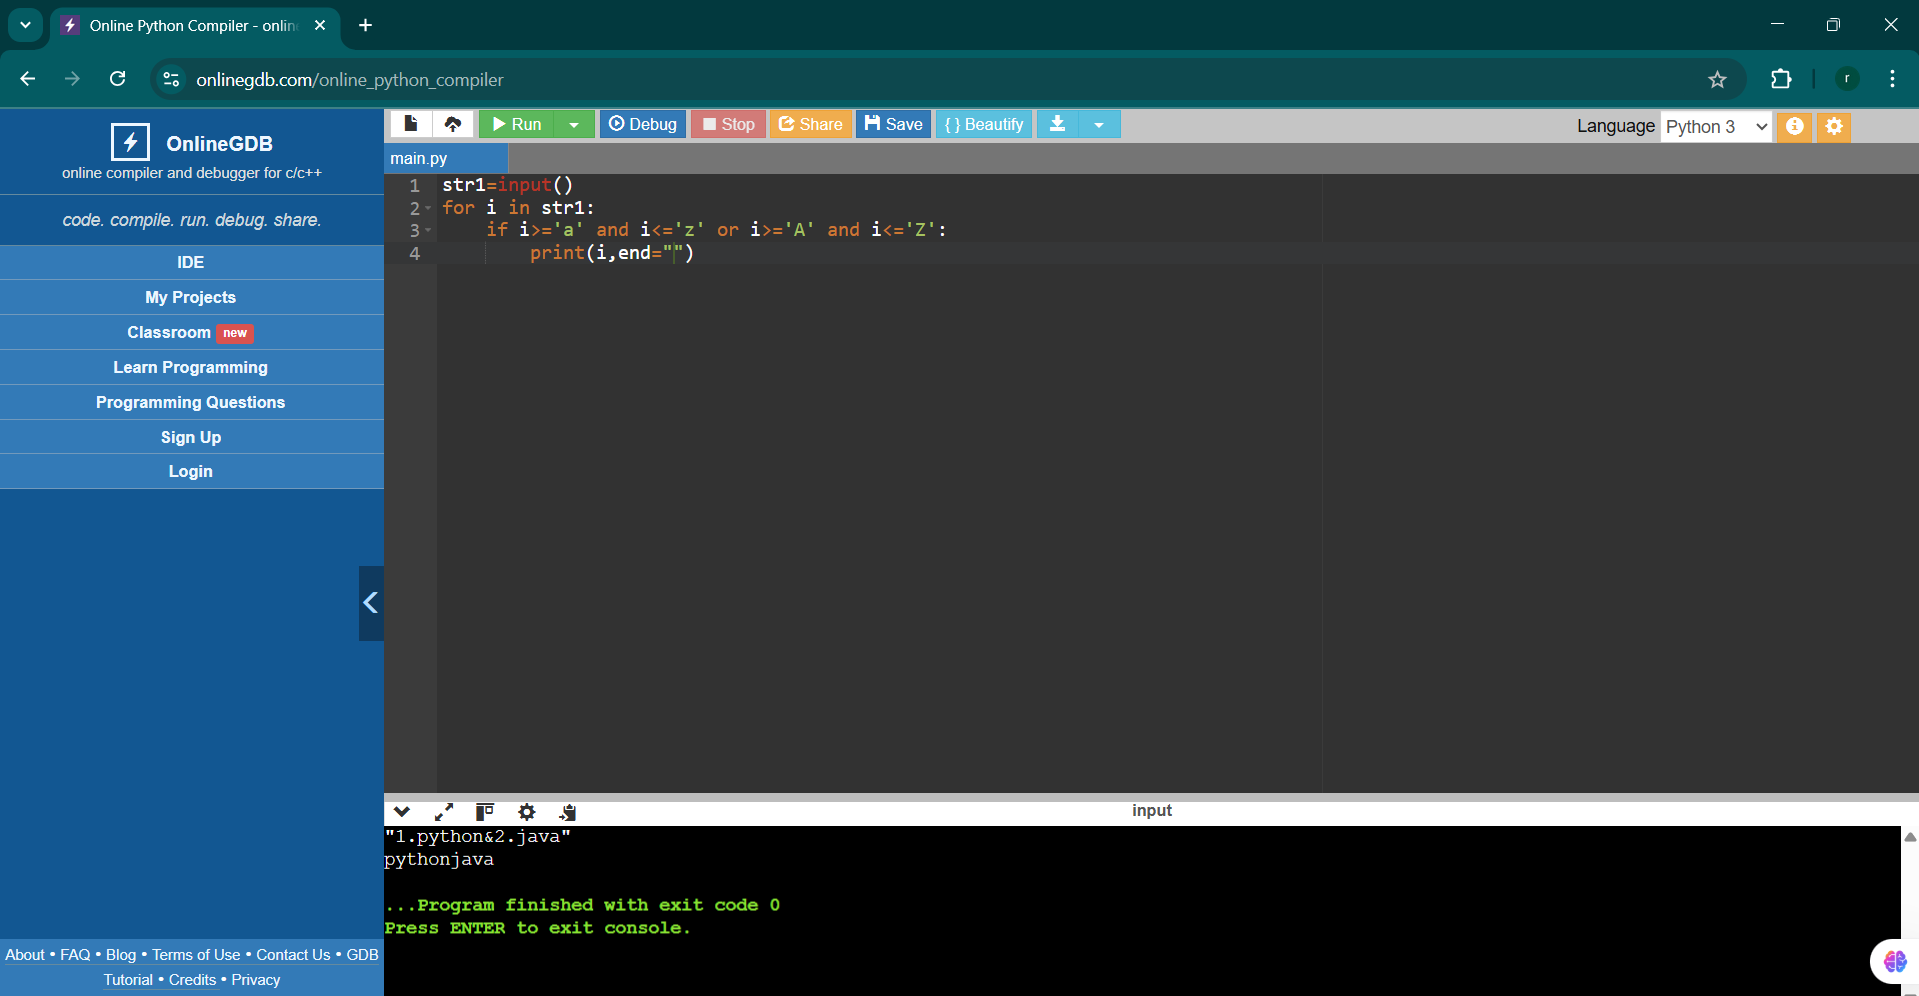 Online Python Compiler - onlin
onlinegdb.com/online_python_compiler
r
OnlineGDB
online compiler and debugger for c/c++
code. compile. run. debug. share.
IDE
My Projects
Classroom new
Learn Programming
Programming Questions
Sign Up
Login
About • FAQ • Blog • Terms of Use • Contact Us • GDB
Tutorial • Credits • Privacy
Run Debug Stop Share Save { } Beautify
Language Python 3
main.py
1 str1=input()
2 for i in str1:
3     if i>='a' and i<='z' or i>='A' and i<='Z':
4         print(i,end="")
input
"1.python&2.java"
pythonjava
...Program finished with exit code 0
Press ENTER to exit console.